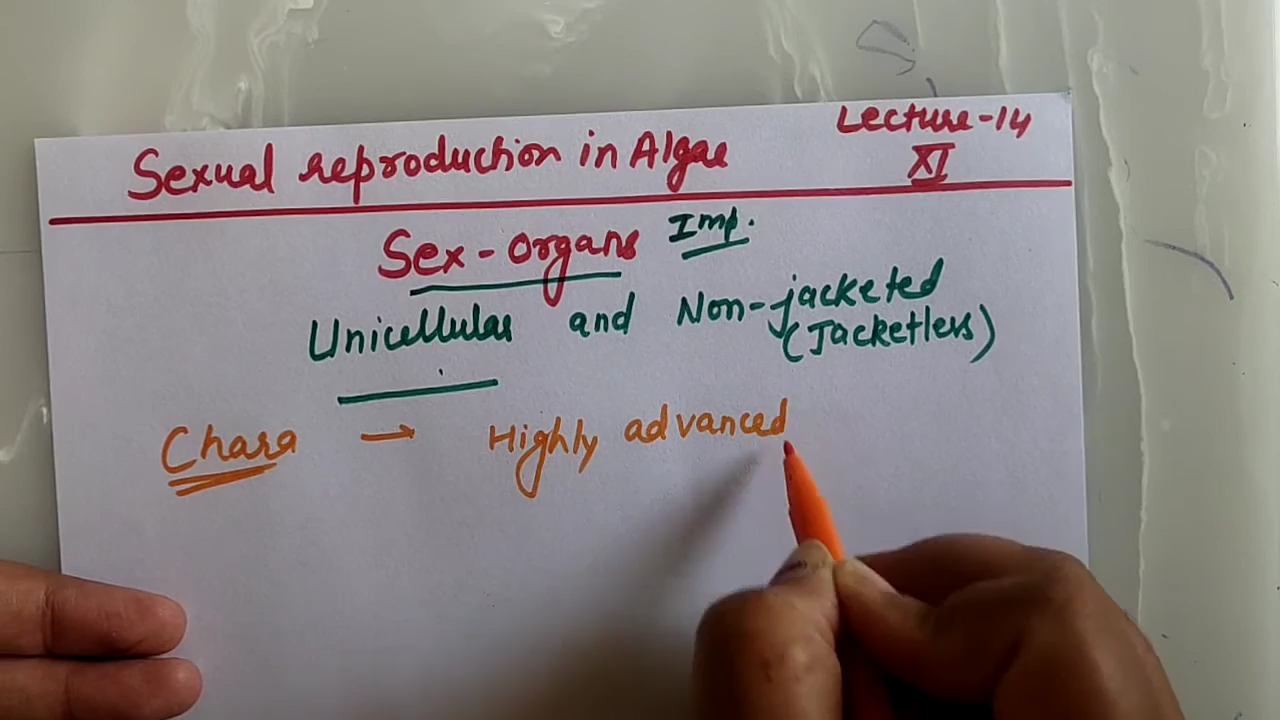 Sexual reproduction in Algae
Lecture-14
XI
Sex-organs Imp.
Unicellular and Non-jacketed
(Jacketless)
Chara → Highly advanced